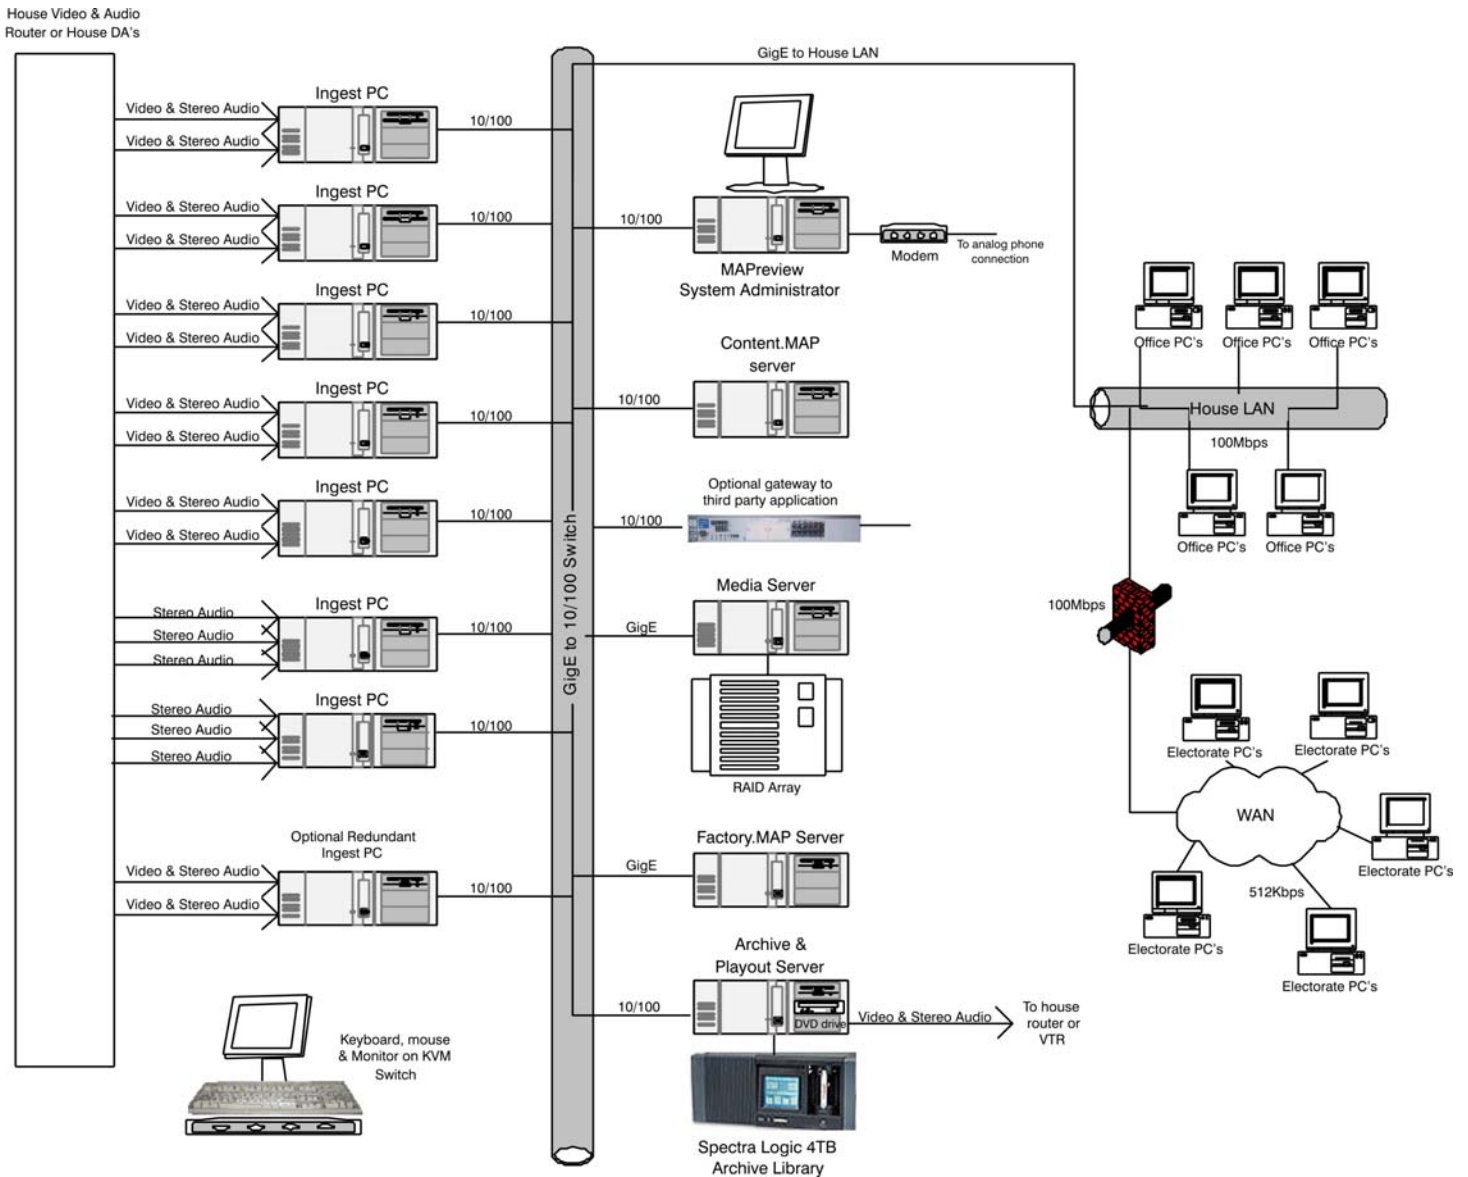 House Video & Audio
Router or House DA's
GigE to House LAN
Ingest PC
Video & Stereo Audio
Video & Stereo Audio
10/100
Ingest PC
Video & Stereo Audio
Video & Stereo Audio
10/100
Ingest PC
Video & Stereo Audio
Video & Stereo Audio
10/100
Ingest PC
Video & Stereo Audio
Video & Stereo Audio
10/100
Ingest PC
Video & Stereo Audio
Video & Stereo Audio
10/100
Ingest PC
Stereo Audio
Stereo Audio
Stereo Audio
10/100
Ingest PC
Stereo Audio
Stereo Audio
Stereo Audio
10/100
Optional Redundant
Ingest PC
Video & Stereo Audio
Video & Stereo Audio
10/100
Keyboard, mouse
& Monitor on KVM
Switch
GigE to 10/100 Switch
10/100
MAPreview
System Administrator
Modem
To analog phone
connection
Content.MAP
server
10/100
Optional gateway to
third party application
10/100
Media Server
GigE
RAID Array
Factory.MAP Server
GigE
Archive &
Playout Server
10/100
DVD drive
Video & Stereo Audio
To house
router or
VTR
Spectra Logic 4TB
Archive Library
Office PC's
Office PC's
Office PC's
House LAN
100Mbps
Office PC's
Office PC's
100Mbps
Electorate PC's
Electorate PC's
WAN
Electorate PC's
512Kbps
Electorate PC's
Electorate PC's